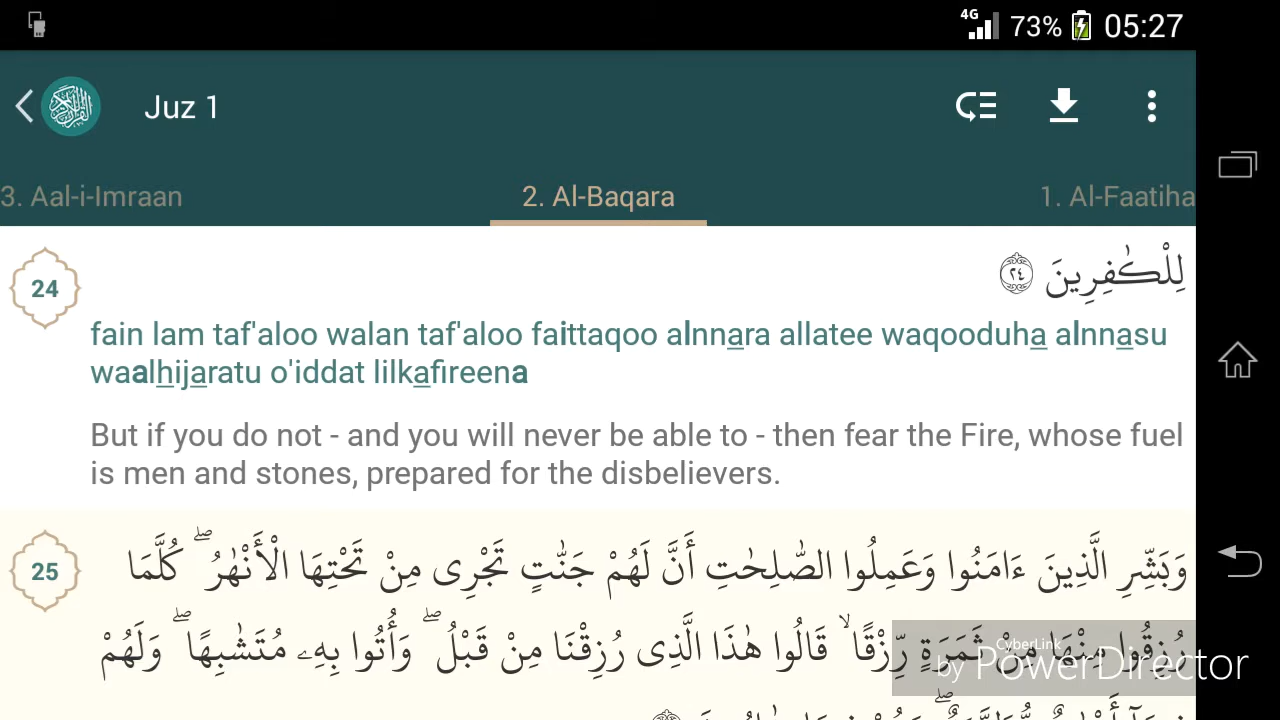 4G 73% 05:27
Juz 1
3. Aal-i-Imraan 2. Al-Baqara 1. Al-Faatiha
24
لِلْكَٰفِرِينَ ٢٤
fain lam taf'aloo walan taf'aloo faittaqoo alnnara allatee waqooduha alnnasu
waalhijaratu o'iddat lilkafireena
But if you do not - and you will never be able to - then fear the Fire, whose fuel
is men and stones, prepared for the disbelievers.
25
وَبَشِّرِ الَّذِينَ ءَامَنُوا وَعَمِلُوا الصَّٰلِحَٰتِ أَنَّ لَهُمْ جَنَّٰتٍ تَجْرِى مِنْ تَحْتِهَا الْأَنْهَٰرُ ۖ كُلَّمَا
رُزِقُوا مِنْهَا مِنْ ثَمَرَةٍ رِّزْقًا ۙ قَالُوا هَٰذَا الَّذِى رُزِقْنَا مِنْ قَبْلُ ۖ وَأُتُوا بِهِۦ مُتَشَٰبِهًا ۖ وَلَهُمْ
CyberLink
by PowerDirector